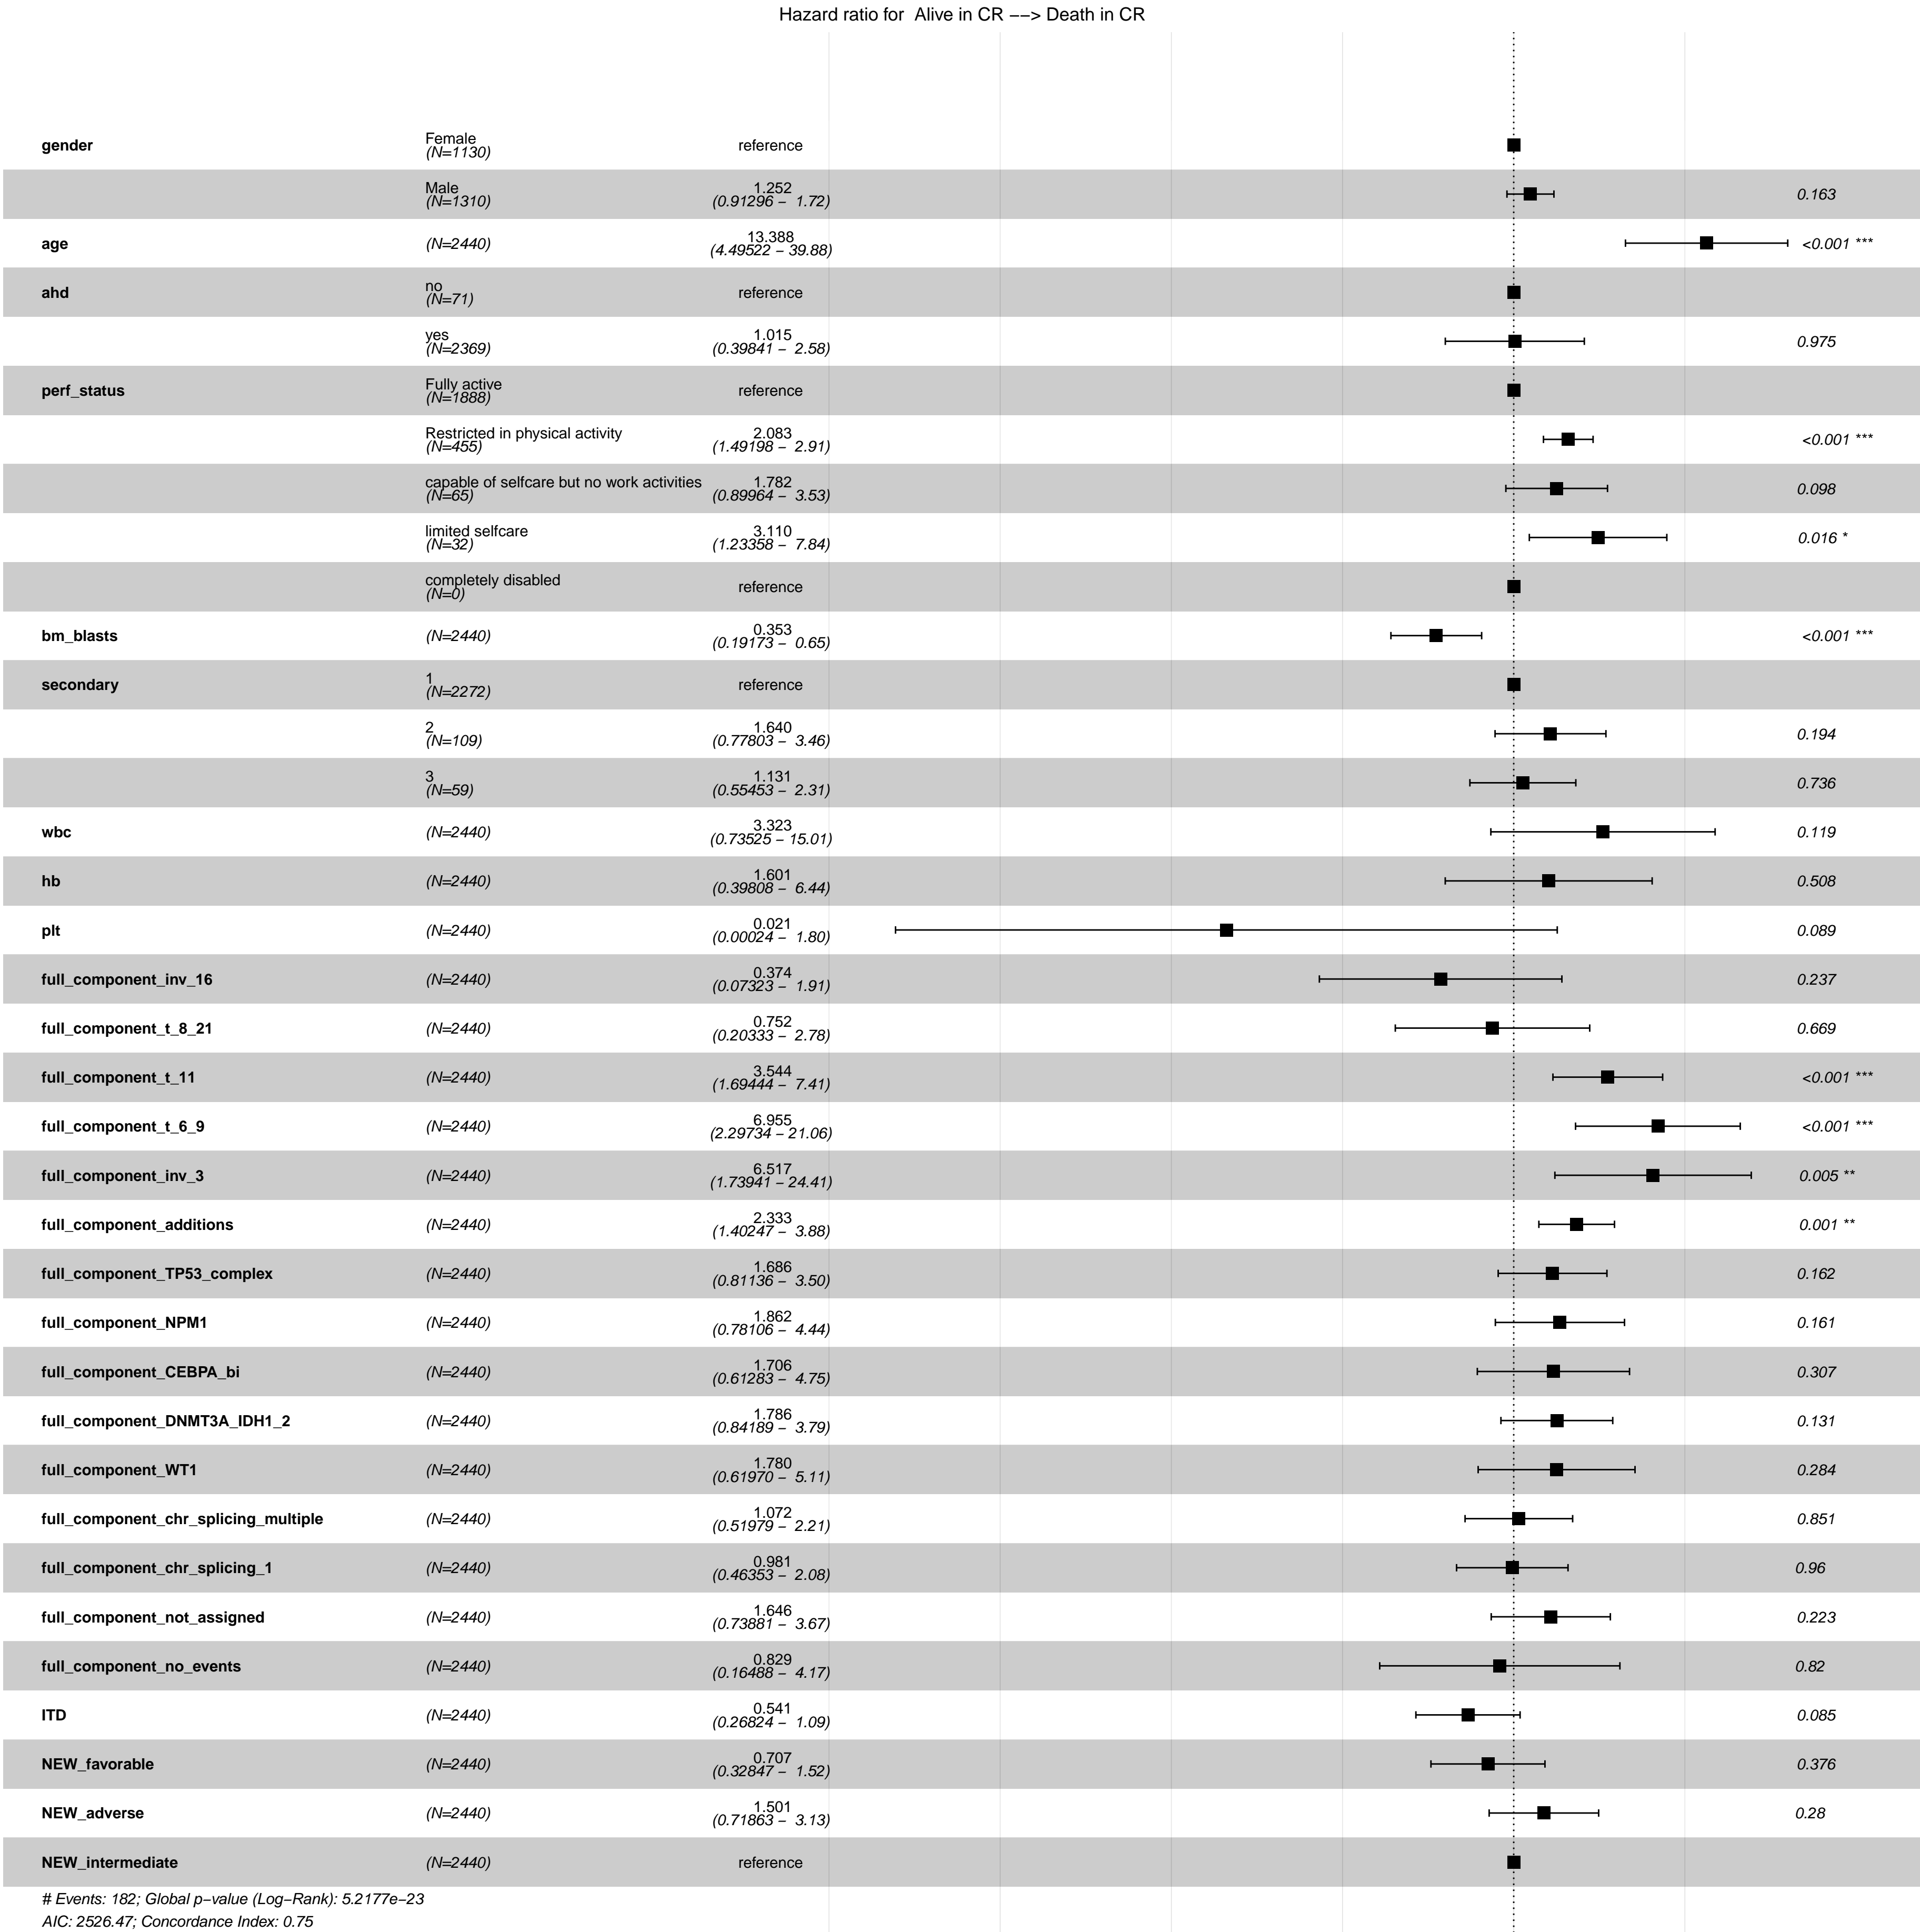 Hazard ratio for  Alive in CR −−> Death in CR
gender Female (N=1130) reference
Male (N=1310) 1.252 (0.91296 − 1.72) 0.163
age (N=2440) 13.388 (4.49522 − 39.88) <0.001 ***
ahd no (N=71) reference
yes (N=2369) 1.015 (0.39841 − 2.58) 0.975
perf_status Fully active (N=1888) reference
Restricted in physical activity (N=455) 2.083 (1.49198 − 2.91) <0.001 ***
capable of selfcare but no work activities (N=65) 1.782 (0.89964 − 3.53) 0.098
limited selfcare (N=32) 3.110 (1.23358 − 7.84) 0.016 *
completely disabled (N=0) reference
bm_blasts (N=2440) 0.353 (0.19173 − 0.65) <0.001 ***
secondary 1 (N=2272) reference
2 (N=109) 1.640 (0.77803 − 3.46) 0.194
3 (N=59) 1.131 (0.55453 − 2.31) 0.736
wbc (N=2440) 3.323 (0.73525 − 15.01) 0.119
hb (N=2440) 1.601 (0.39808 − 6.44) 0.508
plt (N=2440) 0.021 (0.00024 − 1.80) 0.089
full_component_inv_16 (N=2440) 0.374 (0.07323 − 1.91) 0.237
full_component_t_8_21 (N=2440) 0.752 (0.20333 − 2.78) 0.669
full_component_t_11 (N=2440) 3.544 (1.69444 − 7.41) <0.001 ***
full_component_t_6_9 (N=2440) 6.955 (2.29734 − 21.06) <0.001 ***
full_component_inv_3 (N=2440) 6.517 (1.73941 − 24.41) 0.005 **
full_component_additions (N=2440) 2.333 (1.40247 − 3.88) 0.001 **
full_component_TP53_complex (N=2440) 1.686 (0.81136 − 3.50) 0.162
full_component_NPM1 (N=2440) 1.862 (0.78106 − 4.44) 0.161
full_component_CEBPA_bi (N=2440) 1.706 (0.61283 − 4.75) 0.307
full_component_DNMT3A_IDH1_2 (N=2440) 1.786 (0.84189 − 3.79) 0.131
full_component_WT1 (N=2440) 1.780 (0.61970 − 5.11) 0.284
full_component_chr_splicing_multiple (N=2440) 1.072 (0.51979 − 2.21) 0.851
full_component_chr_splicing_1 (N=2440) 0.981 (0.46353 − 2.08) 0.96
full_component_not_assigned (N=2440) 1.646 (0.73881 − 3.67) 0.223
full_component_no_events (N=2440) 0.829 (0.16488 − 4.17) 0.82
ITD (N=2440) 0.541 (0.26824 − 1.09) 0.085
NEW_favorable (N=2440) 0.707 (0.32847 − 1.52) 0.376
NEW_adverse (N=2440) 1.501 (0.71863 − 3.13) 0.28
NEW_intermediate (N=2440) reference
# Events: 182; Global p−value (Log−Rank): 5.2177e−23
AIC: 2526.47; Concordance Index: 0.75